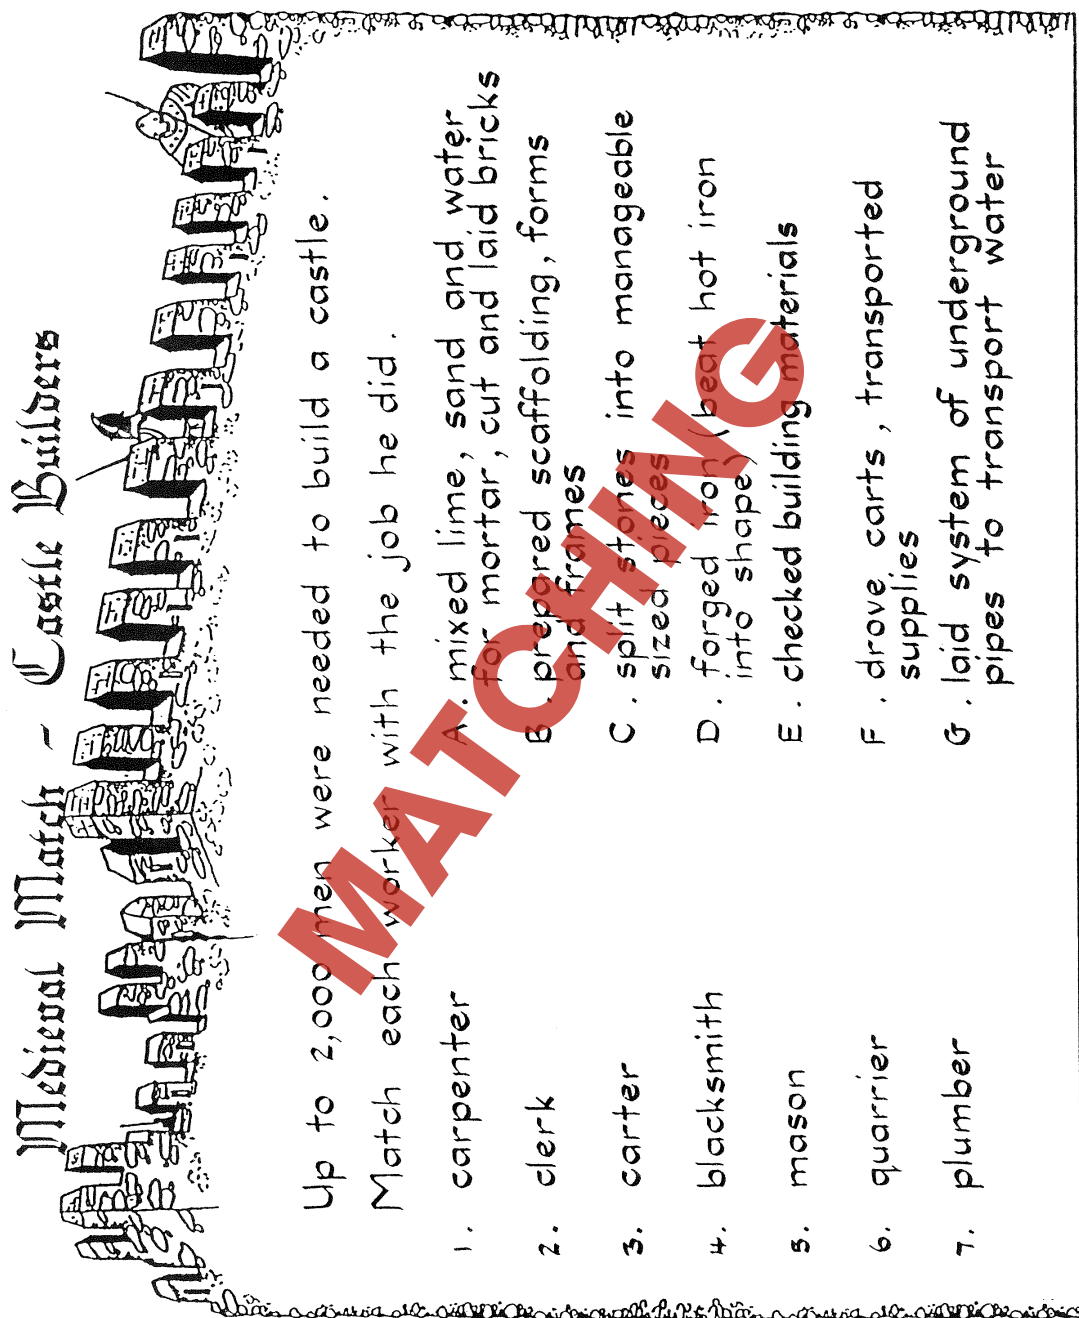 Medieval Match - Castle Builders
Up to 2,000 men were needed to build a castle.
Match each worker with the job he did.
1. carpenter
2. clerk
3. carter
4. blacksmith
5. mason
6. quarrier
7. plumber
A. mixed lime, sand and water
for mortar, cut and laid bricks
B. prepared scaffolding, forms
and frames
C. split stones into manageable
sized pieces
D. forged iron (beat hot iron
into shape)
E. checked building materials
F. drove carts, transported
supplies
G. laid system of underground
pipes to transport water
MATCHING